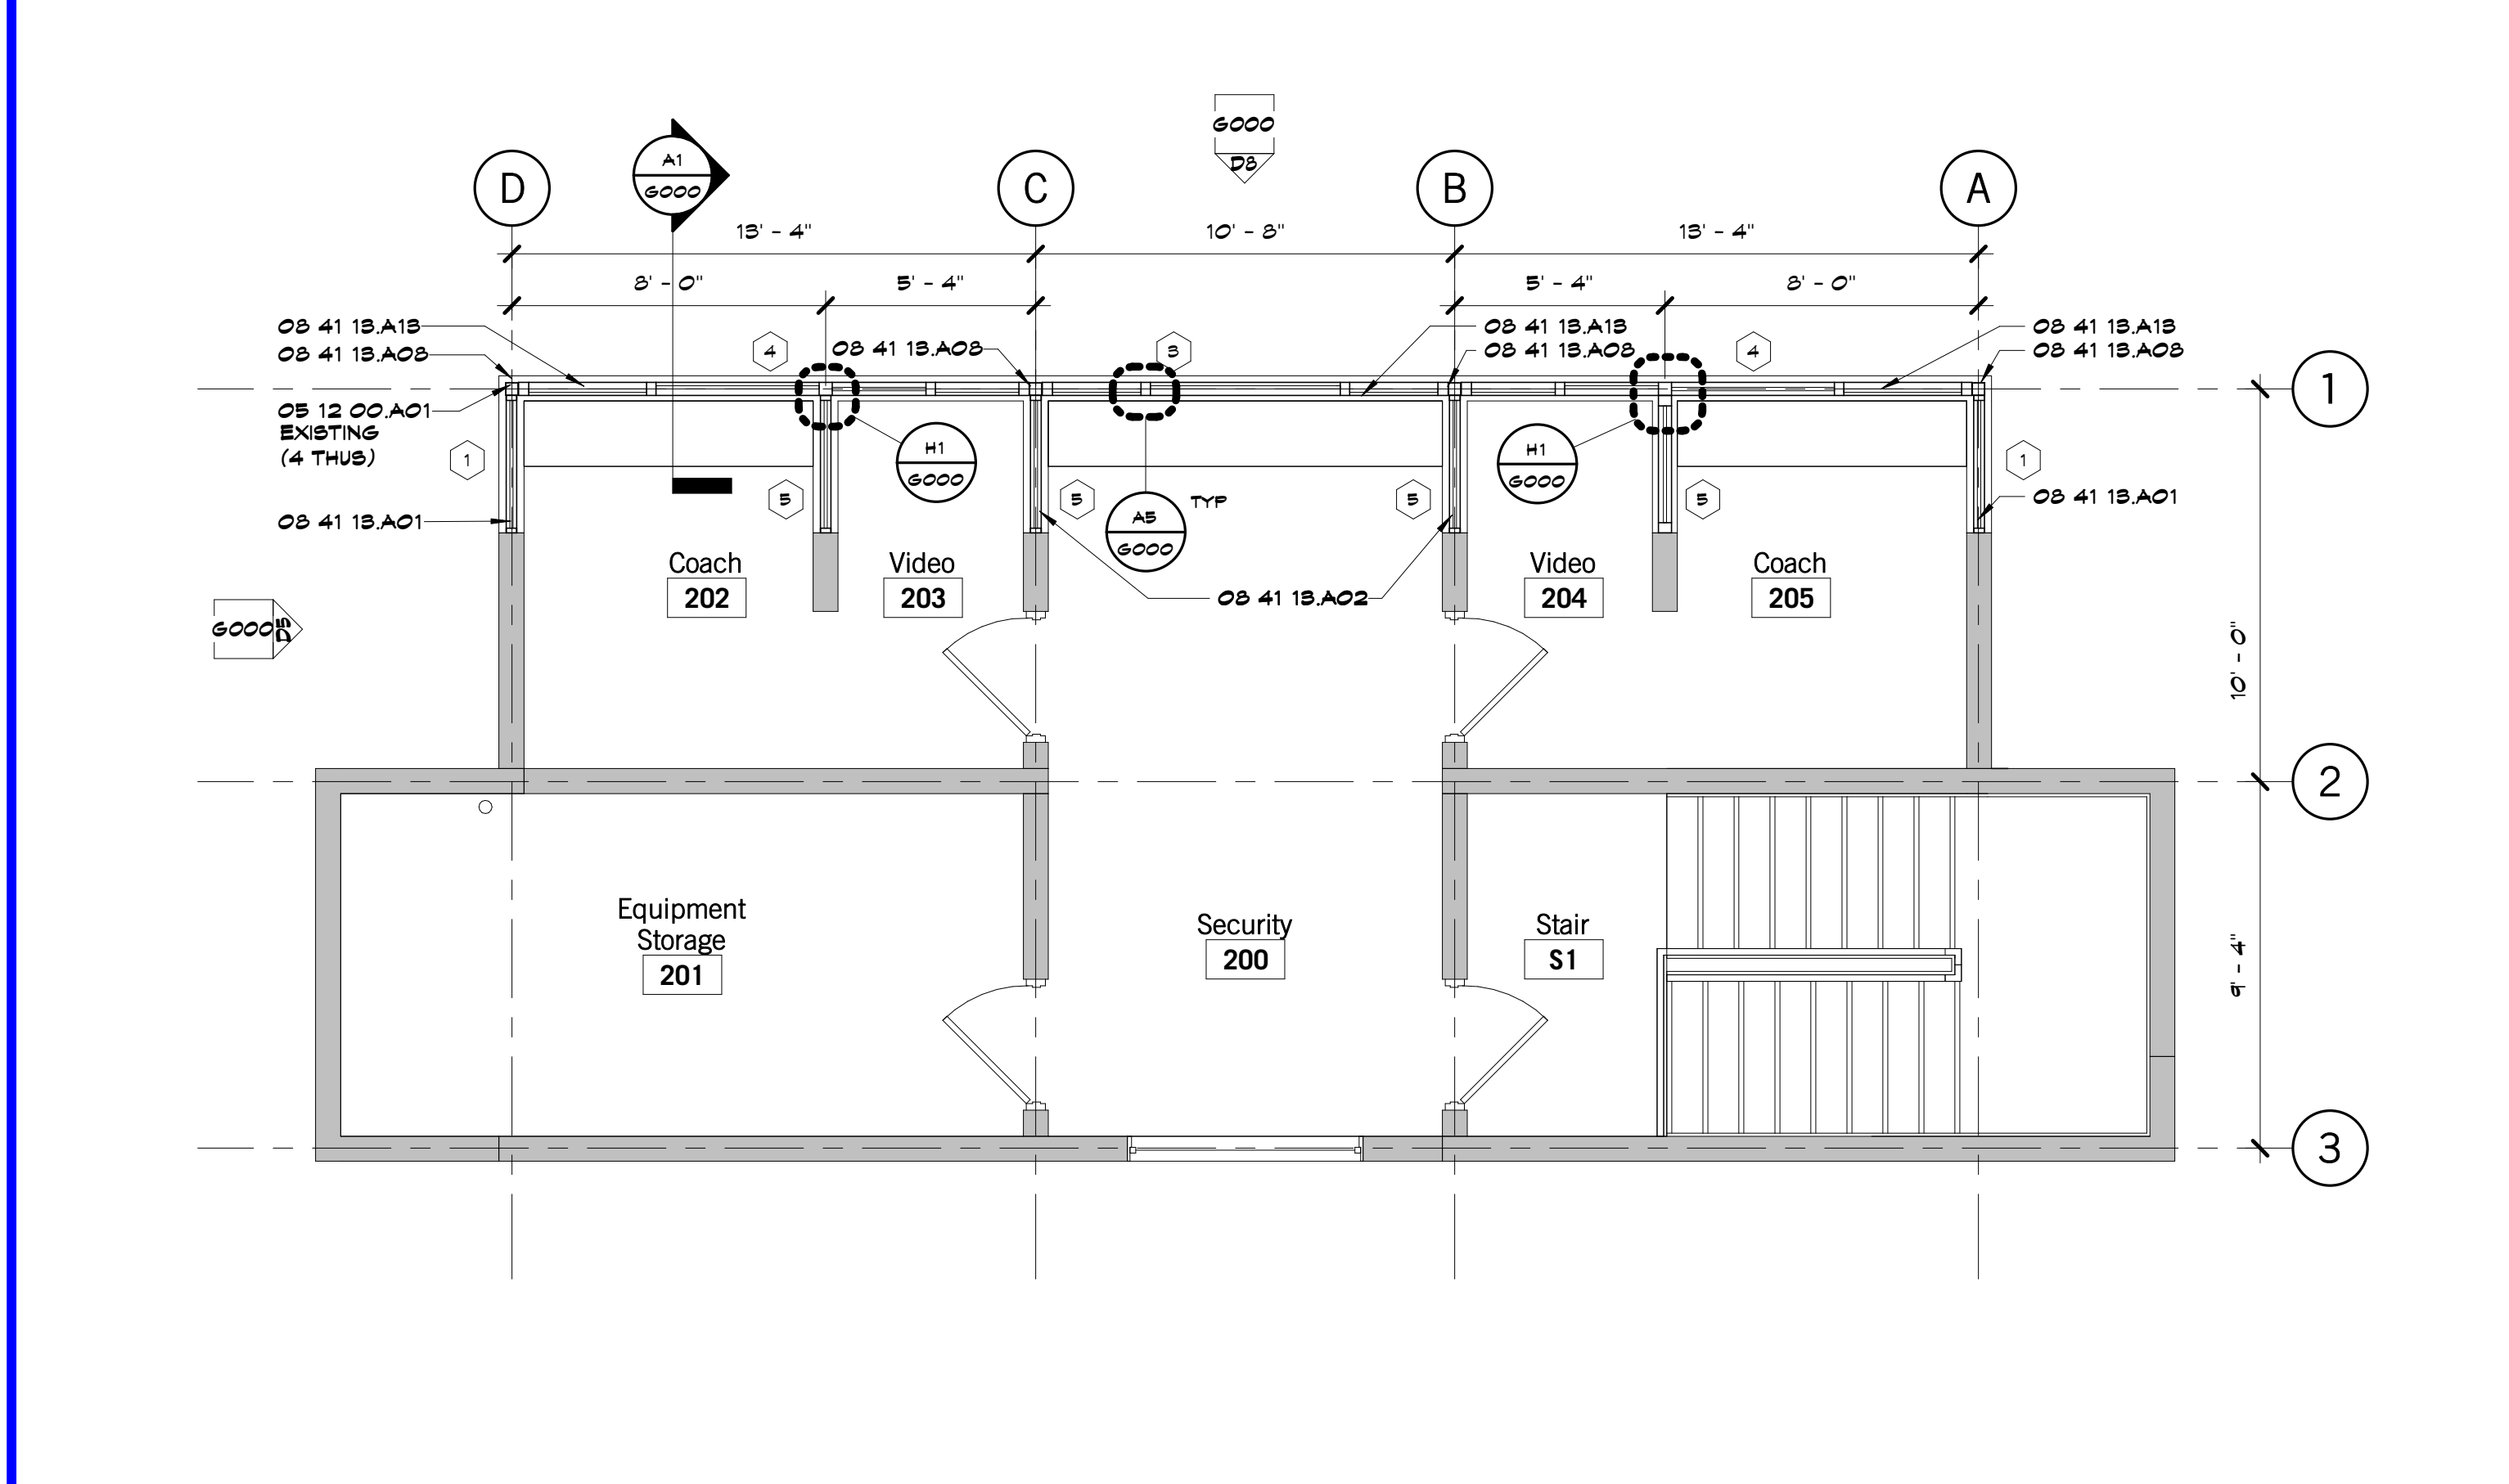 G000
D8
D
A1
G000
C
B
A
13' - 4"
10' - 8"
13' - 4"
8' - 0"
5' - 4"
5' - 4"
8' - 0"
08 41 13.A13
08 41 13.A08
4
08 41 13.A08
3
08 41 13.A13
08 41 13.A08
4
08 41 13.A13
08 41 13.A08
1
05 12 00.A01
EXISTING
(4 THUS)
1
H1
G000
H1
G000
1
5
5
A5
G000
TYP
5
5
08 41 13.A01
08 41 13.A01
Coach
202
Video
203
08 41 13.A02
Video
204
Coach
205
G000
D5
10' - 0"
2
Equipment
Storage
201
Security
200
Stair
S1
9' - 4"
3